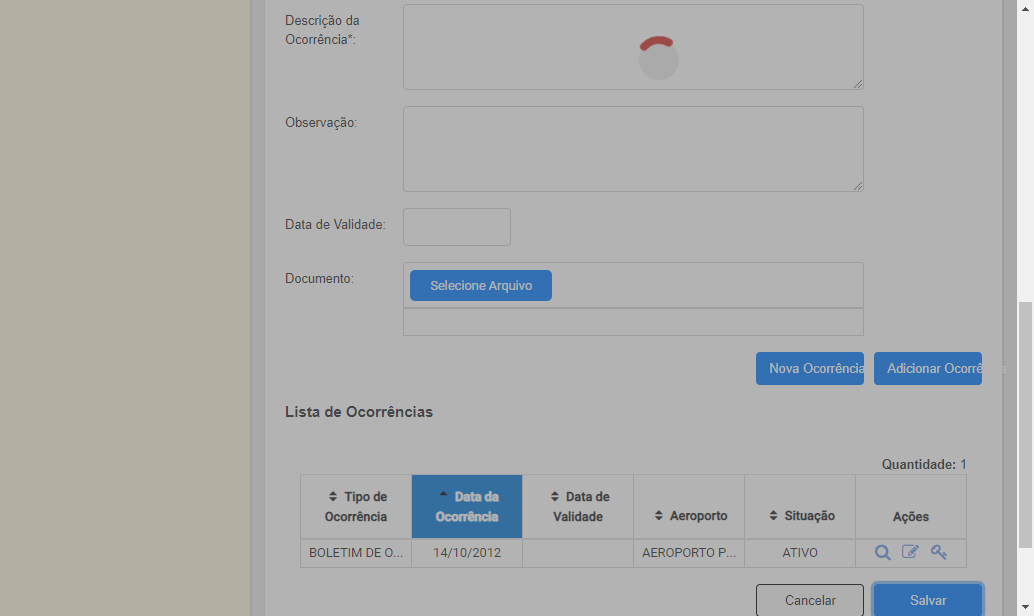 Descrição da
Ocorrência*:
Observação:
Data de Validade:
Documento:
Selecione Arquivo
Nova Ocorrência
Adicionar Ocorrê
Lista de Ocorrências
Quantidade: 1
Tipo de Ocorrência
Data da Ocorrência
Data de Validade
Aeroporto
Situação
Ações
BOLETIM DE O...
14/10/2012
AEROPORTO P...
ATIVO
Cancelar
Salvar